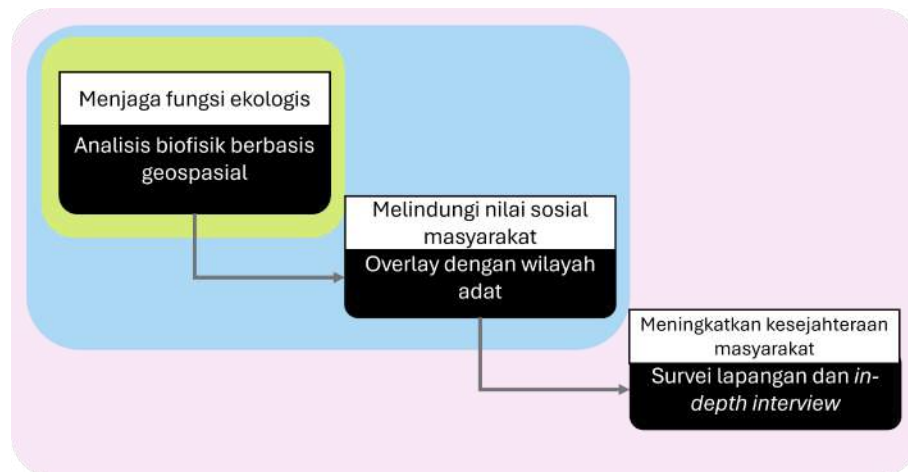 Menjaga fungsi ekologis
Analisis biofisik berbasis
geospasial
Melindungi nilai sosial
masyarakat
Overlay dengan wilayah
adat
Meningkatkan kesejahteraan
masyarakat
Survei lapangan dan in-
depth interview